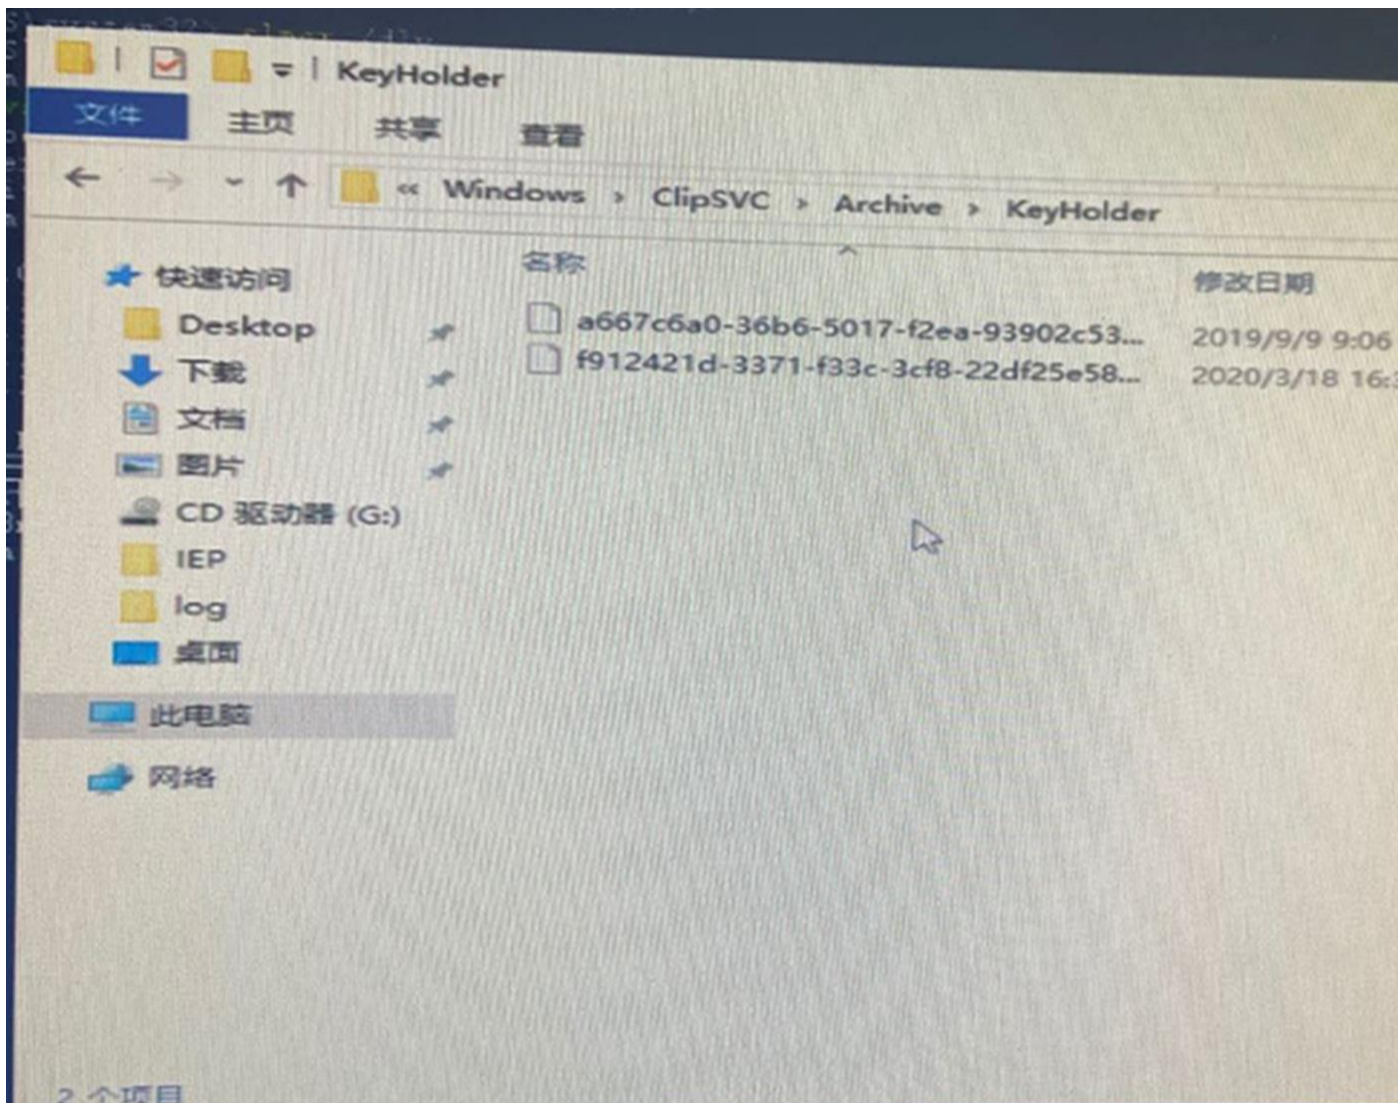 KeyHolder
文件 主页 共享 查看
« Windows › ClipSVC › Archive › KeyHolder
名称 修改日期
快速访问
Desktop
下载
文档
图片
CD 驱动器 (G:)
IEP
log
桌面
此电脑
网络
a667c6a0-36b6-5017-f2ea-93902c53... 2019/9/9 9:06
f912421d-3371-f33c-3cf8-22df25e58... 2020/3/18 16:
2 个项目